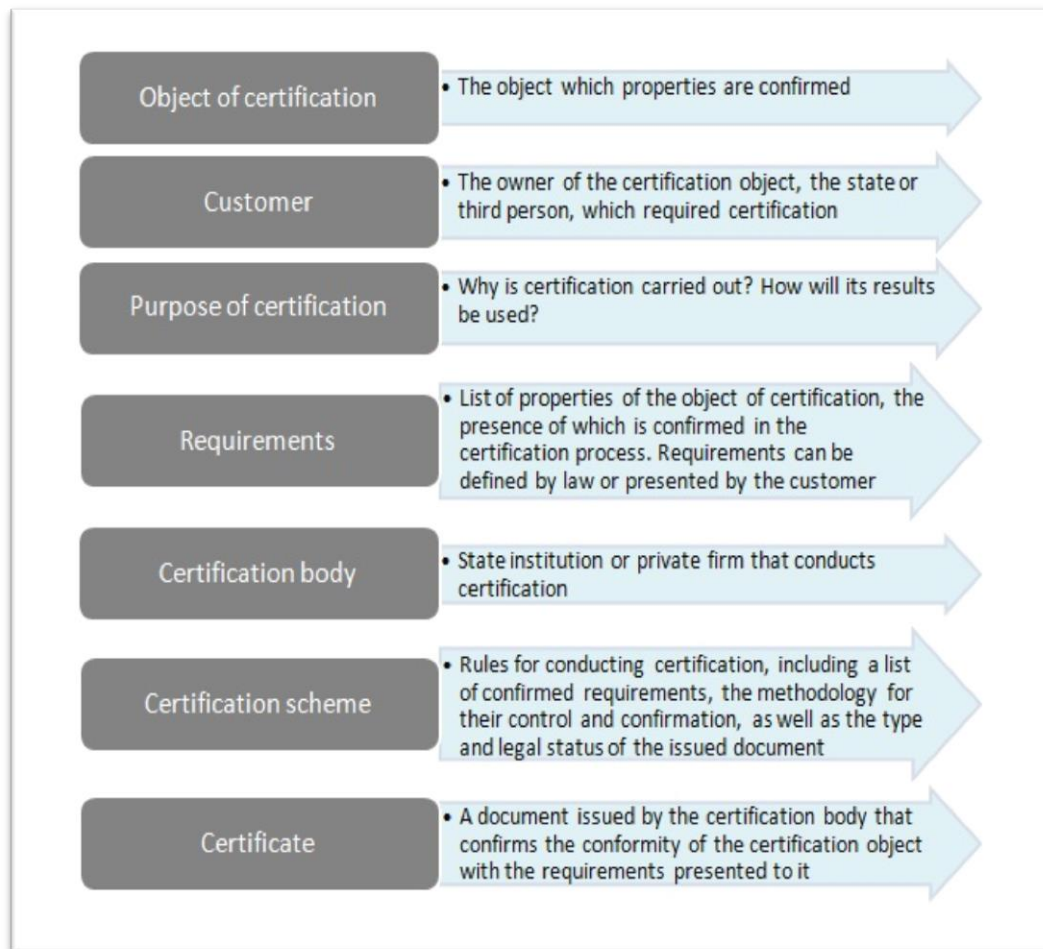 Object of certification
• The object which properties are confirmed
Customer
• The owner of the certification object, the state or
third person, which required certification
Purpose of certification
• Why is certification carried out? How will its results
be used?
Requirements
• List of properties of the object of certification, the
presence of which is confirmed in the
certification process. Requirements can be
defined by law or presented by the customer
Certification body
• State institution or private firm that conducts
certification
Certification scheme
• Rules for conducting certification, including a list
of confirmed requirements, the methodology for
their control and confirmation, as well as the type
and legal status of the issued document
Certificate
• A document issued by the certification body that
confirms the conformity of the certification object
with the requirements presented to it